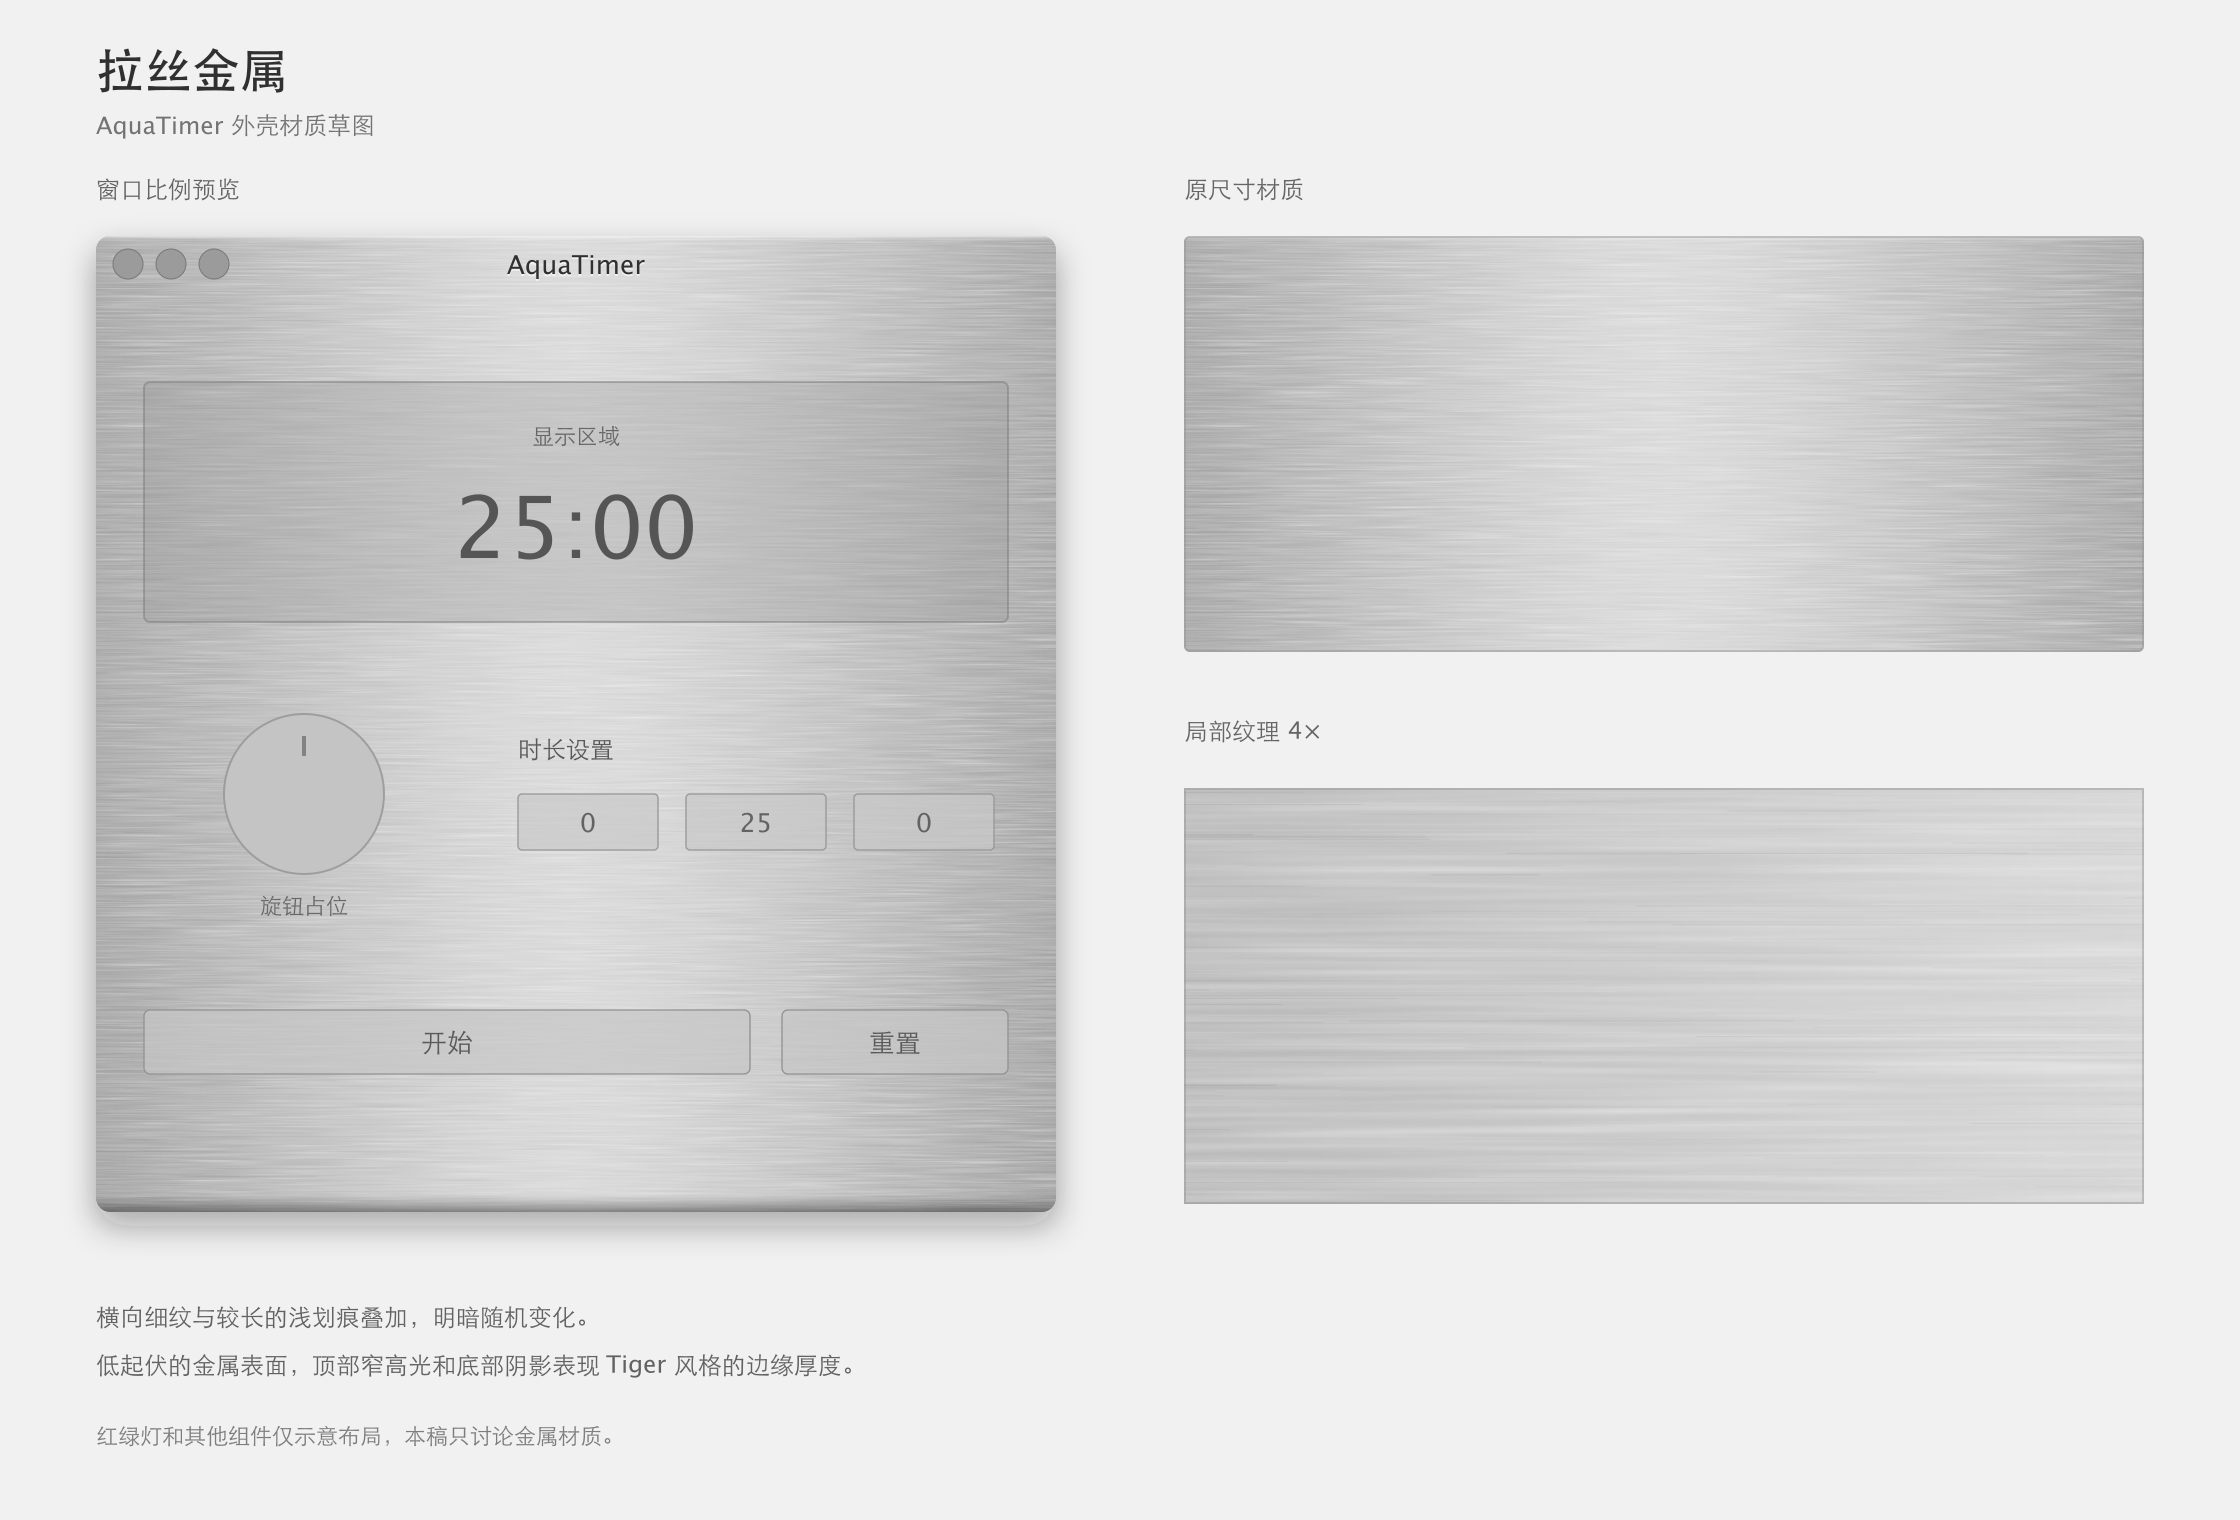 拉丝金属
AquaTimer 外壳材质草图
窗口比例预览
AquaTimer
显示区域
25:00
时长设置
0 25 0
旋钮占位
开始 重置
原尺寸材质
局部纹理 4×
横向细纹与较长的浅划痕叠加，明暗随机变化。
低起伏的金属表面，顶部窄高光和底部阴影表现 Tiger 风格的边缘厚度。
红绿灯和其他组件仅示意布局，本稿只讨论金属材质。